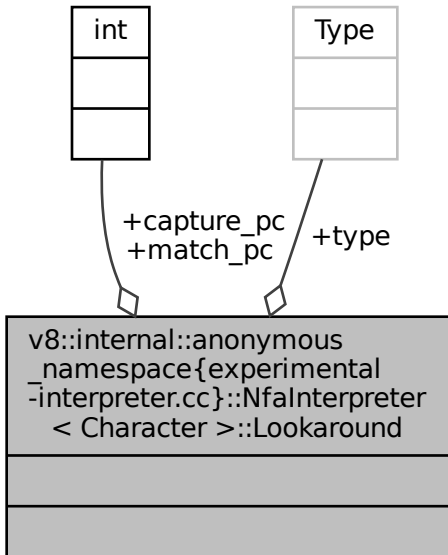 int
Type
+capture_pc
+match_pc
+type
v8::internal::anonymous
_namespace{experimental
-interpreter.cc}::NfaInterpreter
< Character >::Lookaround